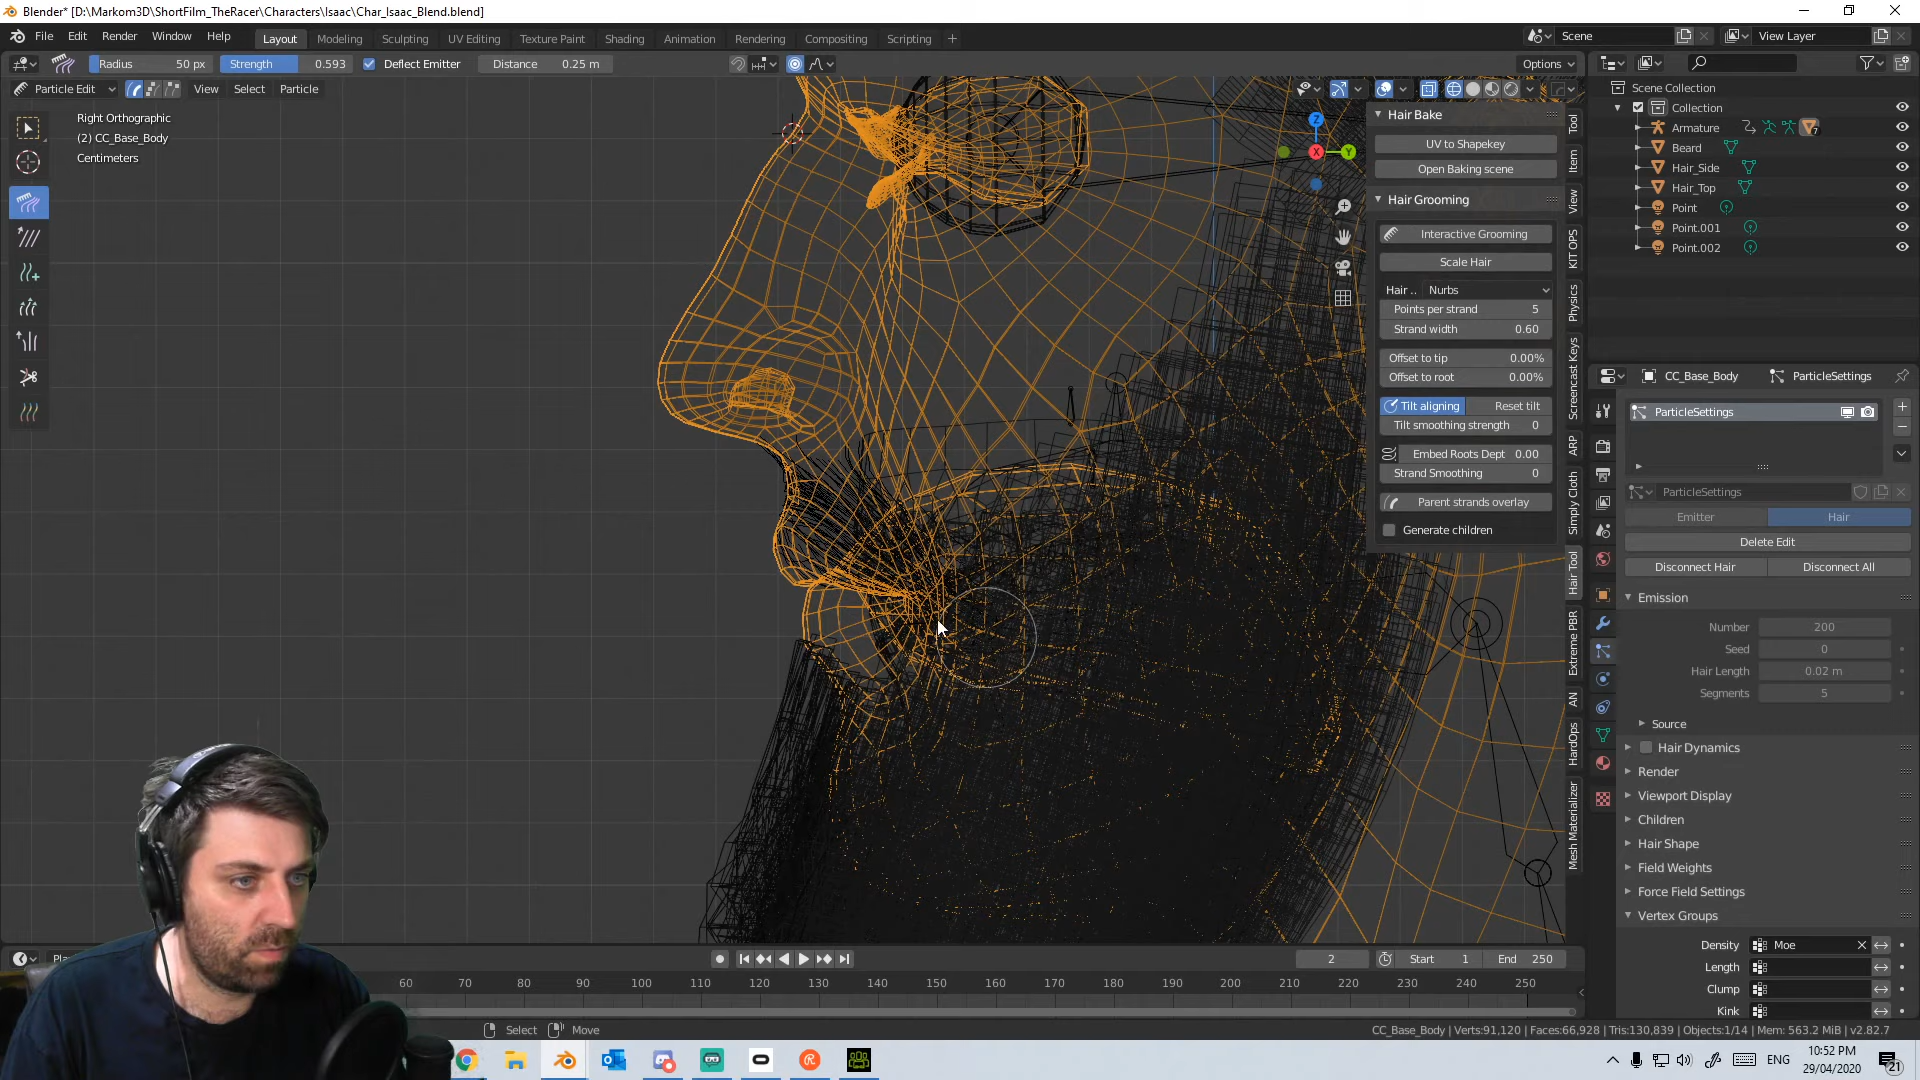 Blender* [D:\Markom3D\ShortFilm_TheRacer\Characters\Isaac\Char_Isaac_Blend.blend]
File Edit Render Window Help Layout Modeling Sculpting UV Editing Texture Paint Shading Animation Rendering Compositing Scripting + Scene View Layer
Radius 50 px Strength 0.593 Deflect Emitter Distance 0.25 m Options
Particle Edit View Select Particle
Right Orthographic
(2) CC_Base_Body
Centimeters
Z
X
Y
Hair Bake
UV to Shapekey
Open Baking scene
Hair Grooming
Interactive Grooming
Scale Hair
Hair .. Nurbs
Points per strand 5
Strand width 0.60
Offset to tip 0.00%
Offset to root 0.00%
Tilt aligning Reset tilt
Tilt smoothing strength 0
Embed Roots Dept 0.00
Strand Smoothing 0
Parent strands overlay
Generate children
Tool
Item
View
KIT OPS
Physics
Screencast Keys
ARP
Simply Cloth
Hair Tool
Extreme PBR
AN
HardOps
Mesh Materializer
Scene Collection
Collection
Armature 7
Beard
Hair_Side
Hair_Top
Point
Point.001
Point.002
CC_Base_Body ParticleSettings
ParticleSettings
ParticleSettings
Emitter Hair
Delete Edit
Disconnect Hair Disconnect All
Emission
Number 200
Seed 0
Hair Length 0.02 m
Segments 5
Source
Hair Dynamics
Render
Viewport Display
Children
Hair Shape
Field Weights
Force Field Settings
Vertex Groups
Density Moe
Length
Clump
Kink
2 Start 1 End 250
60 70 80 90 100 110 120 130 140 150 160 170 180 190 200 210 220 230 240 250
Select Move
CC_Base_Body | Verts:91,120 | Faces:66,928 | Tris:130,839 | Objects:1/14 | Mem: 563.2 MiB | v2.82.7
ENG
10:52 PM
29/04/2020
21